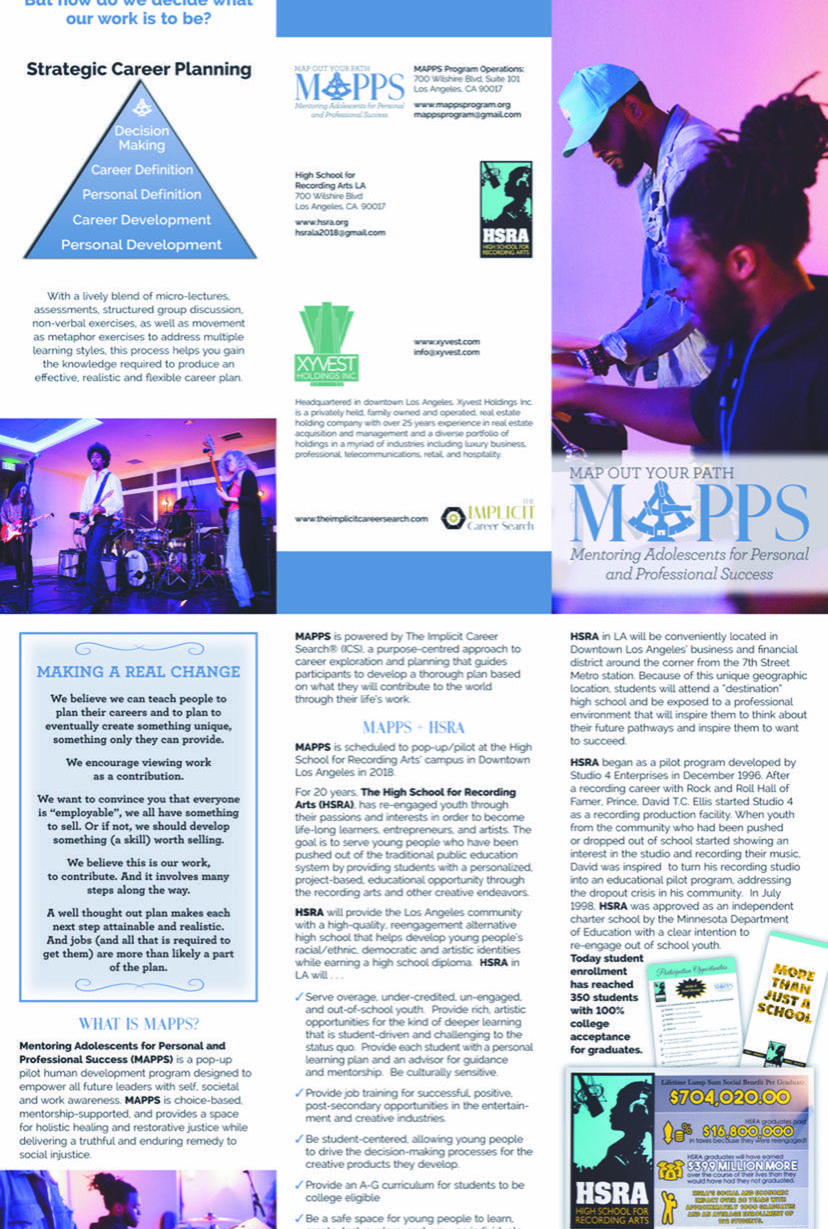 But how do we decide what
our work is to be?
Strategic Career Planning
Decision
Making
Career Definition
Personal Definition
Career Development
Personal Development
With a lively blend of micro-lectures,
assessments, structured group discussion,
non-verbal exercises, as well as movement
as metaphor exercises to address multiple
learning styles, this process helps you gain
the knowledge required to produce an
effective, realistic and flexible career plan.
MAP OUT YOUR PATH
MAPPS
Mentoring Adolescents for Personal
and Professional Success
MAPPS Program Operations:
700 Wilshire Blvd, Suite 101
Los Angeles, CA 90017
www.mappsprogram.org
mappsprogram@gmail.com
High School for
Recording Arts LA
700 Wilshire Blvd
Los Angeles, CA. 90017
www.hsra.org
hsrala2018@gmail.com
HSRA
HIGH SCHOOL FOR
RECORDING ARTS
XYVEST
HOLDINGS INC
www.xyvest.com
info@xyvest.com
Headquartered in downtown Los Angeles, Xyvest Holdings Inc.
is a privately held, family owned and operated, real estate
holding company with over 25 years experience in real estate
acquisition and management and a diverse portfolio of
holdings in a myriad of industries including luxury business,
professional, telecommunications, retail, and hospitality.
www.theimplicitcareersearch.com
THE
IMPLICIT
Career Search
MAP OUT YOUR PATH
MAPPS
Mentoring Adolescents for Personal
and Professional Success
MAKING A REAL CHANGE
We believe we can teach people to
plan their careers and to plan to
eventually create something unique,
something only they can provide.
We encourage viewing work
as a contribution.
We want to convince you that everyone
is “employable”, we all have something
to sell. Or if not, we should develop
something (a skill) worth selling.
We believe this is our work,
to contribute. And it involves many
steps along the way.
A well thought out plan makes each
next step attainable and realistic.
And jobs (and all that is required to
get them) are more than likely a part
of the plan.
WHAT IS MAPPS?
Mentoring Adolescents for Personal and
Professional Success (MAPPS) is a pop-up
pilot human development program designed to
empower all future leaders with self, societal
and work awareness. MAPPS is choice-based,
mentorship-supported, and provides a space
for holistic healing and restorative justice while
delivering a truthful and enduring remedy to
social injustice.
MAPPS is powered by The Implicit Career
Search® (ICS), a purpose-centred approach to
career exploration and planning that guides
participants to develop a thorough plan based
on what they will contribute to the world
through their life's work.
MAPPS + HSRA
MAPPS is scheduled to pop-up/pilot at the High
School for Recording Arts' campus in Downtown
Los Angeles in 2018.
For 20 years, The High School for Recording
Arts (HSRA), has re-engaged youth through
their passions and interests in order to become
life-long learners, entrepreneurs, and artists. The
goal is to serve young people who have been
pushed out of the traditional public education
system by providing students with a personalized,
project-based, educational opportunity through
the recording arts and other creative endeavors.
HSRA will provide the Los Angeles community
with a high-quality, reengagement alternative
high school that helps develop young people's
racial/ethnic, democratic and artistic identities
while earning a high school diploma. HSRA in
LA will . . .
✓ Serve overage, under-credited, un-engaged,
and out-of-school youth. Provide rich, artistic
opportunities for the kind of deeper learning
that is student-driven and challenging to the
status quo. Provide each student with a personal
learning plan and an advisor for guidance
and mentorship. Be culturally sensitive.
✓ Provide job training for successful, positive,
post-secondary opportunities in the entertain-
ment and creative industries.
✓ Be student-centered, allowing young people
to drive the decision-making processes for the
creative products they develop.
✓ Provide an A-G curriculum for students to be
college eligible
✓ Be a safe space for young people to learn,
HSRA in LA will be conveniently located in
Downtown Los Angeles' business and financial
district around the corner from the 7th Street
Metro station. Because of this unique geographic
location, students will attend a "destination"
high school and be exposed to a professional
environment that will inspire them to think about
their future pathways and inspire them to want
to succeed.
HSRA began as a pilot program developed by
Studio 4 Enterprises in December 1996. After
a recording career with Rock and Roll Hall of
Famer, Prince, David T.C. Ellis started Studio 4
as a recording production facility. When youth
from the community who had been pushed
or dropped out of school started showing an
interest in the studio and recording their music,
David was inspired to turn his recording studio
into an educational pilot program, addressing
the dropout crisis in his community. In July
1998, HSRA was approved as an independent
charter school by the Minnesota Department
of Education with a clear intention to
re-engage out of school youth.
Today student
enrollment
has reached
350 students
with 100%
college
acceptance
for graduates.
Participation Opportunities
MORE
THAN
JUST A
SCHOOL
HSRA
HIGH SCHOOL FOR
RECORDING ARTS
Lifetime Lump Sum Social Benefit Per Graduate
$704,020.00
HSRA graduates paid
$16,800,000
in taxes because they were reengaged!
HSRA graduates will have earned
$399 MILLION MORE
over the course of their lives than they
would have had they not graduated.
HSRA'S SOCIAL AND ECONOMIC
IMPACT OVER 20 YEARS WITH
APPROXIMATELY 1000 GRADUATES
AND AN AVERAGE ENROLLMENT OF